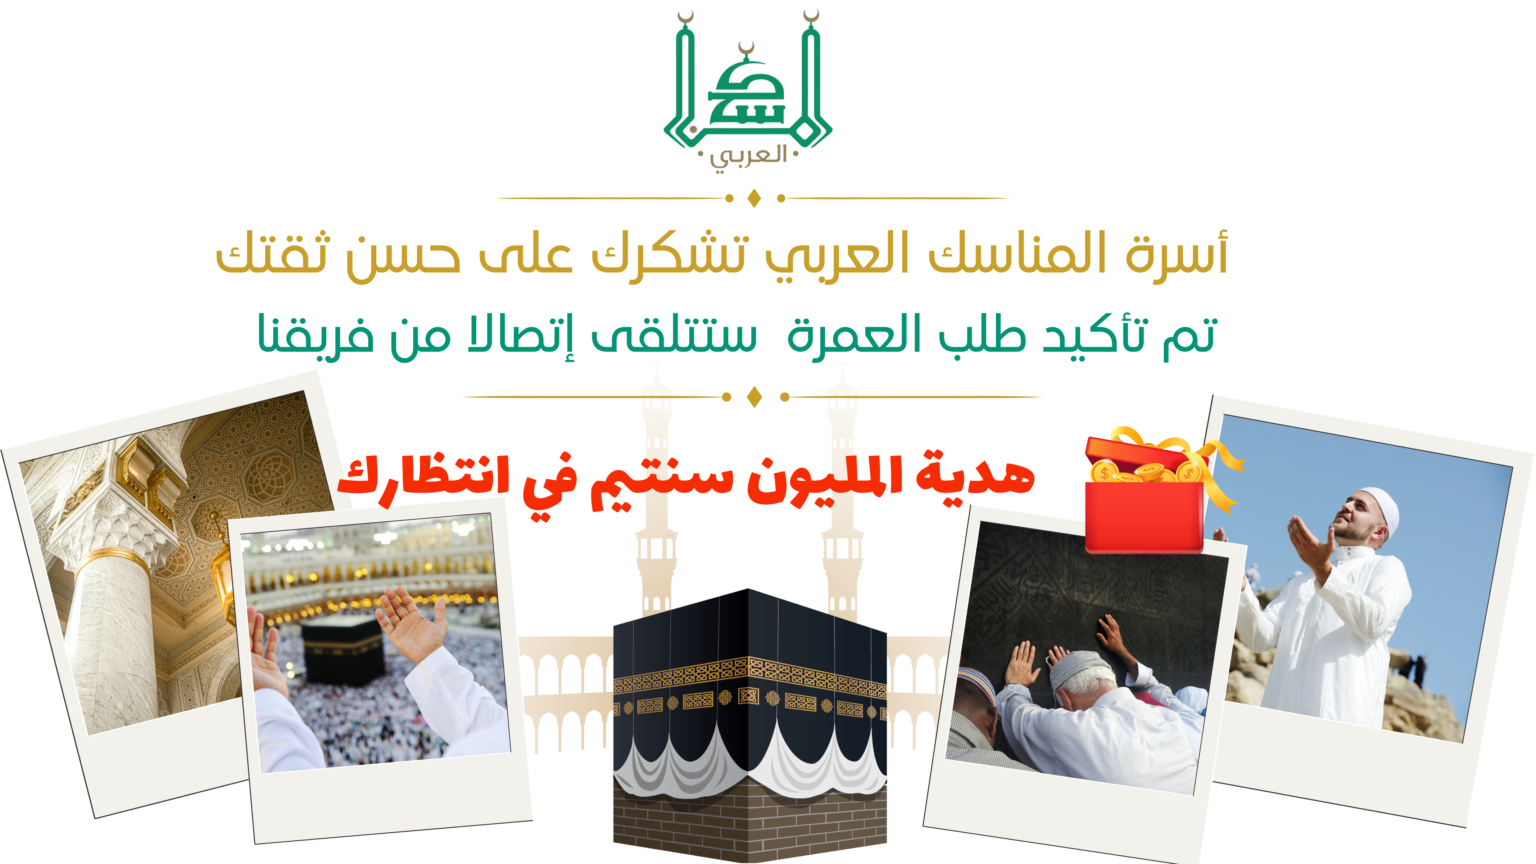 المناسك
العربي
أسرة المناسك العربي تشكرك على حسن ثقتك
تم تأكيد طلب العمرة ستتلقى إتصالا من فريقنا
هدية المليون سنتيم في انتظارك